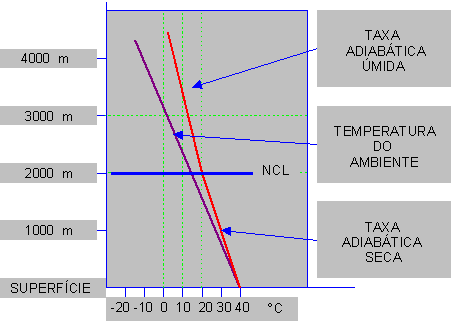 TAXA
ADIABÁTICA
ÚMIDA
4000 m
3000 m
TEMPERATURA
DO
AMBIENTE
2000 m
NCL
1000 m
TAXA
ADIABÁTICA
SECA
SUPERFÍCIE
-20 -10 0 10 20 30 40 °C